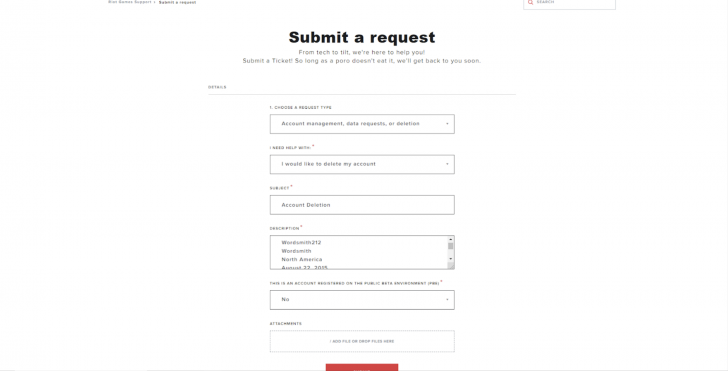 Riot Games Support > Submit a request
SEARCH
Submit a request
From tech to tilt, we're here to help you!
Submit a Ticket! So long as a poro doesn't eat it, we'll get back to you soon.
DETAILS
1. CHOOSE A REQUEST TYPE
Account management, data requests, or deletion
I NEED HELP WITH: *
I would like to delete my account
SUBJECT *
Account Deletion
DESCRIPTION *
Wordsmith212
Wordsmith
North America
August 22, 2015
THIS IS AN ACCOUNT REGISTERED ON THE PUBLIC BETA ENVIRONMENT (PBE) *
No
ATTACHMENTS
ADD FILE OR DROP FILES HERE